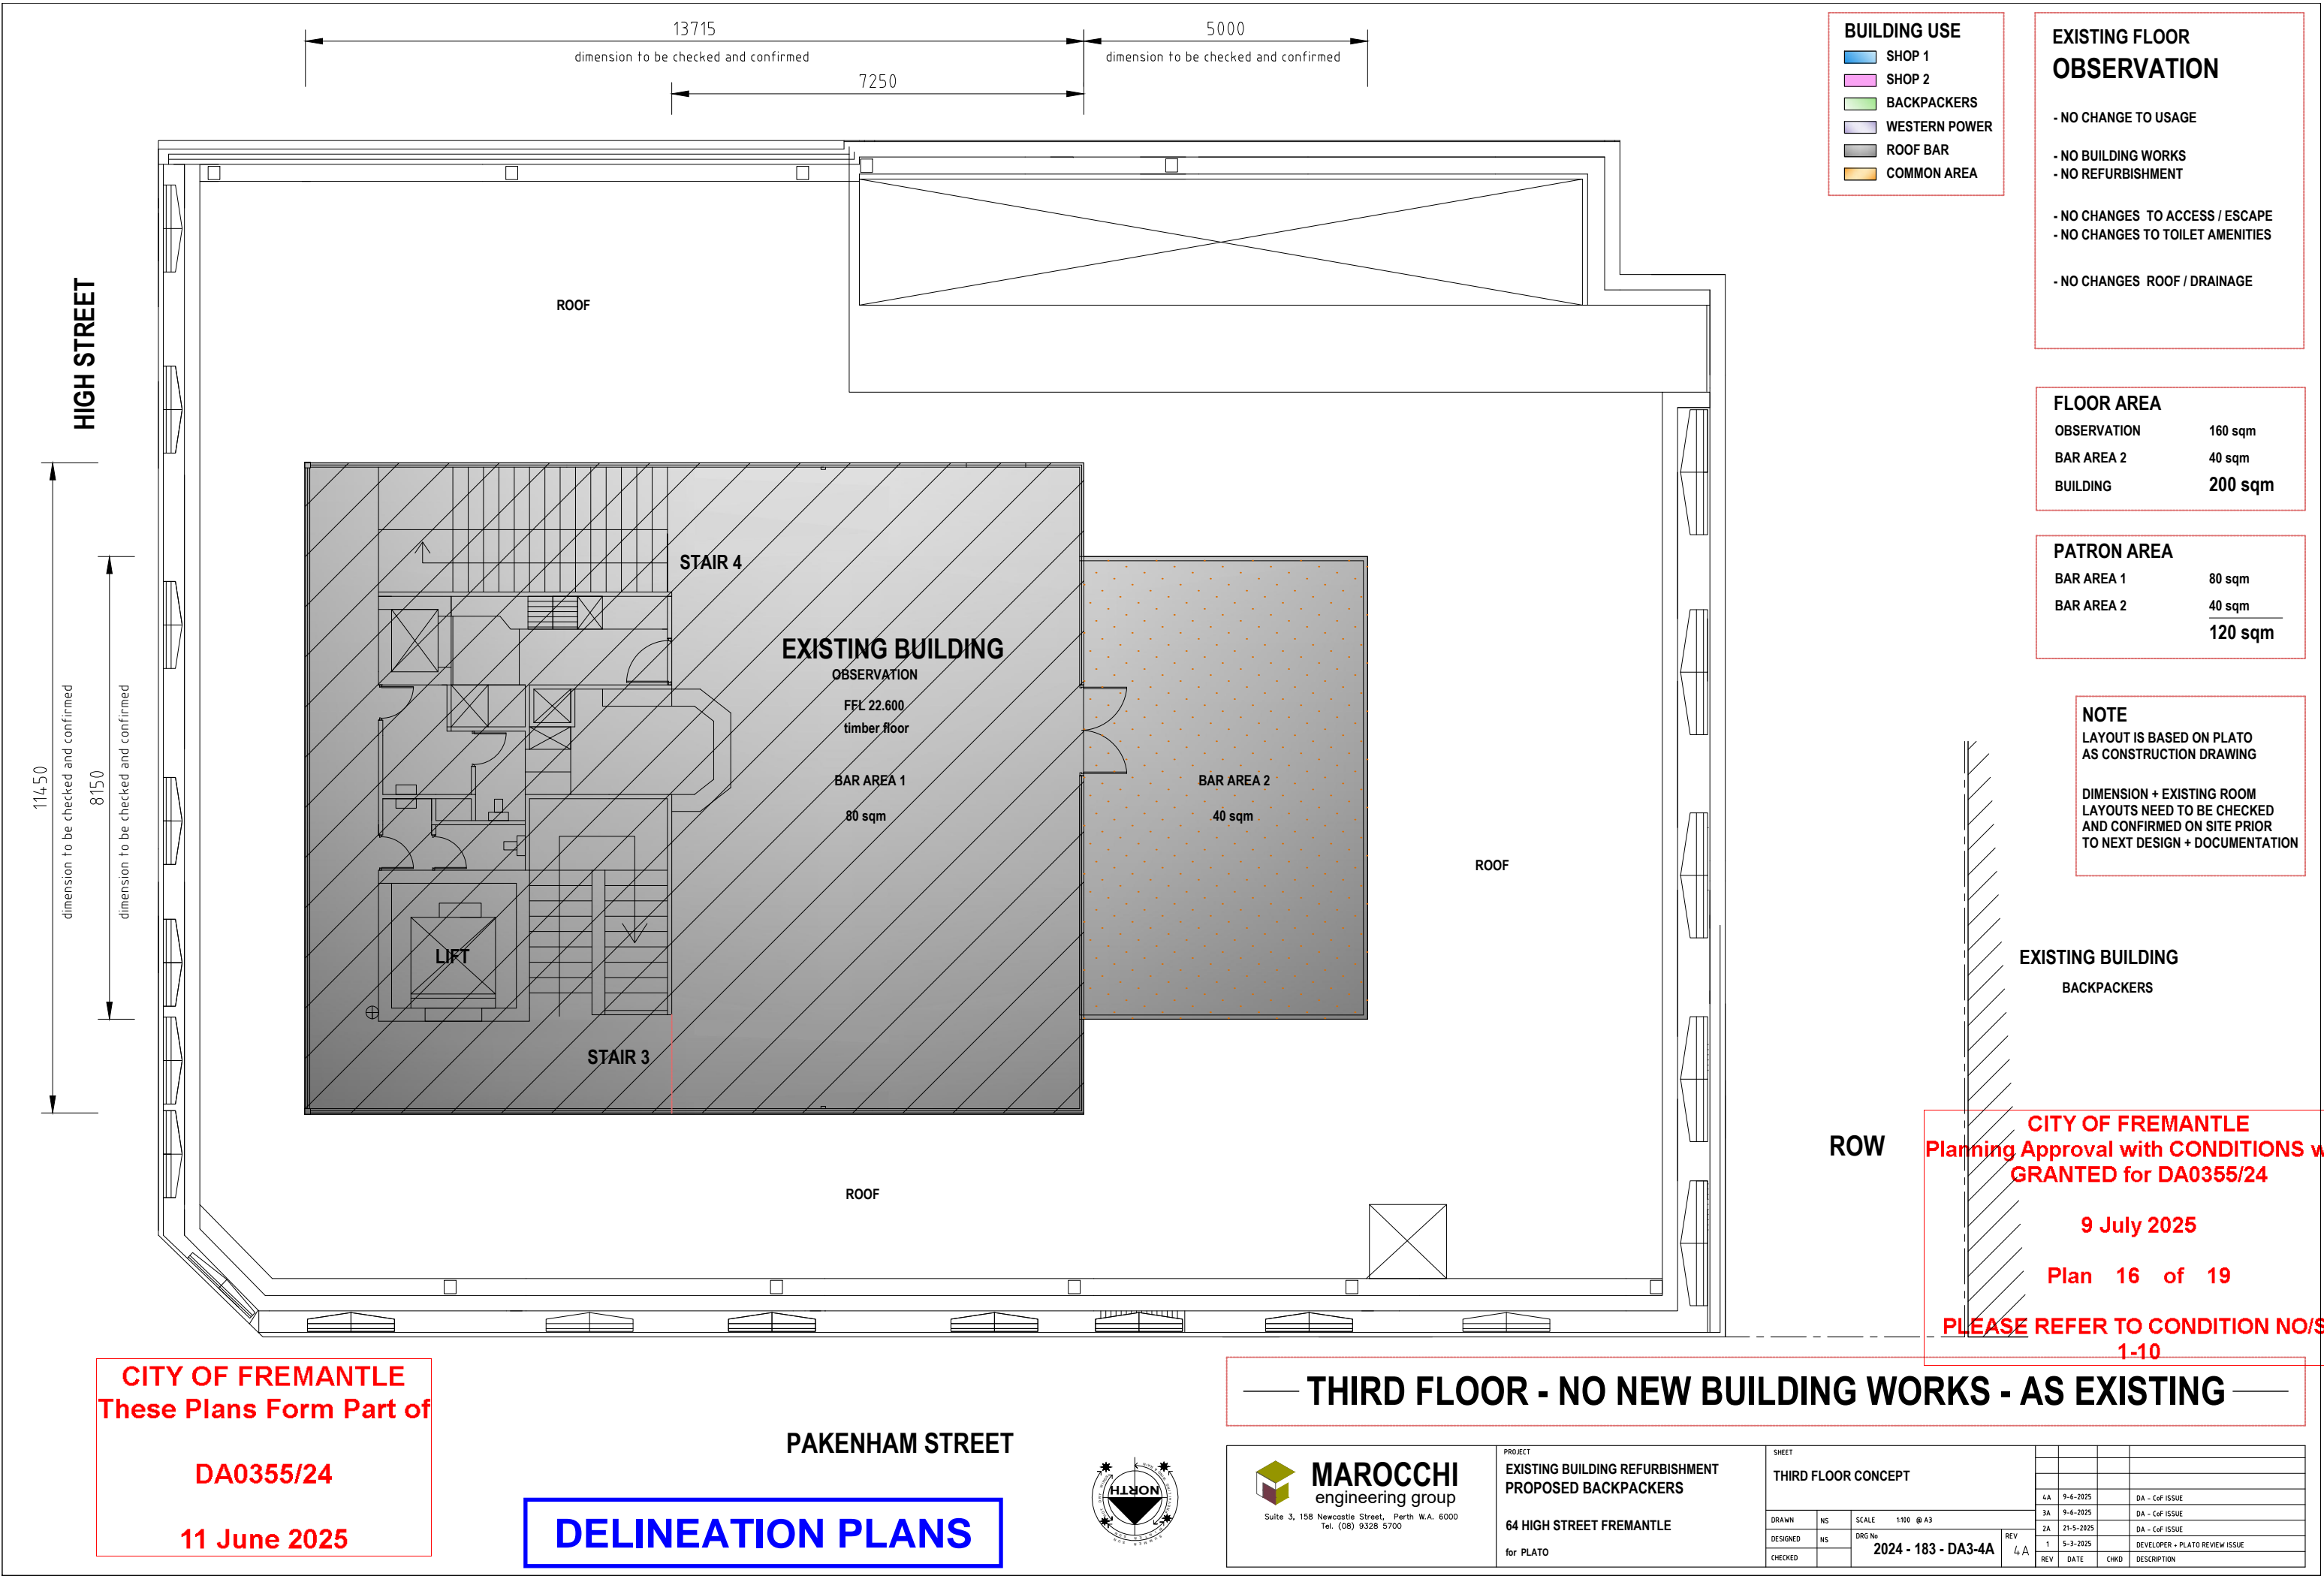 13715
dimension to be checked and confirmed
5000
dimension to be checked and confirmed
7250
BUILDING USE
SHOP 1
SHOP 2
BACKPACKERS
WESTERN POWER
ROOF BAR
COMMON AREA
EXISTING FLOOR
OBSERVATION
- NO CHANGE TO USAGE
- NO BUILDING WORKS
- NO REFURBISHMENT
- NO CHANGES TO ACCESS / ESCAPE
- NO CHANGES TO TOILET AMENITIES
- NO CHANGES ROOF / DRAINAGE
FLOOR AREA
OBSERVATION 160 sqm
BAR AREA 2 40 sqm
BUILDING 200 sqm
PATRON AREA
BAR AREA 1 80 sqm
BAR AREA 2 40 sqm
120 sqm
NOTE
LAYOUT IS BASED ON PLATO
AS CONSTRUCTION DRAWING
DIMENSION + EXISTING ROOM
LAYOUTS NEED TO BE CHECKED
AND CONFIRMED ON SITE PRIOR
TO NEXT DESIGN + DOCUMENTATION
HIGH STREET
11450
dimension to be checked and confirmed
8150
dimension to be checked and confirmed
ROOF
STAIR 4
EXISTING BUILDING
OBSERVATION
FFL 22.600
timber floor
BAR AREA 1
80 sqm
BAR AREA 2
40 sqm
ROOF
LIFT
STAIR 3
ROOF
EXISTING BUILDING
BACKPACKERS
ROW
CITY OF FREMANTLE
Planning Approval with CONDITIONS w
GRANTED for DA0355/24
9 July 2025
Plan 16 of 19
PLEASE REFER TO CONDITION NO/S
1-10
CITY OF FREMANTLE
These Plans Form Part of
DA0355/24
11 June 2025
PAKENHAM STREET
DELINEATION PLANS
NORTH
THIRD FLOOR - NO NEW BUILDING WORKS - AS EXISTING
MAROCCHI
engineering group
Suite 3, 158 Newcastle Street, Perth W.A. 6000
Tel. (08) 9328 5700
PROJECT
EXISTING BUILDING REFURBISHMENT
PROPOSED BACKPACKERS
64 HIGH STREET FREMANTLE
for PLATO
SHEET
THIRD FLOOR CONCEPT
DRAWN NS SCALE 1:100 @ A3
DESIGNED NS DRG No 2024 - 183 - DA3-4A REV 4A
CHECKED
4A 9-6-2025 DA - CoF ISSUE
3A 9-6-2025 DA - CoF ISSUE
2A 21-5-2025 DA - CoF ISSUE
1 5-3-2025 DEVELOPER + PLATO REVIEW ISSUE
REV DATE CHKD DESCRIPTION